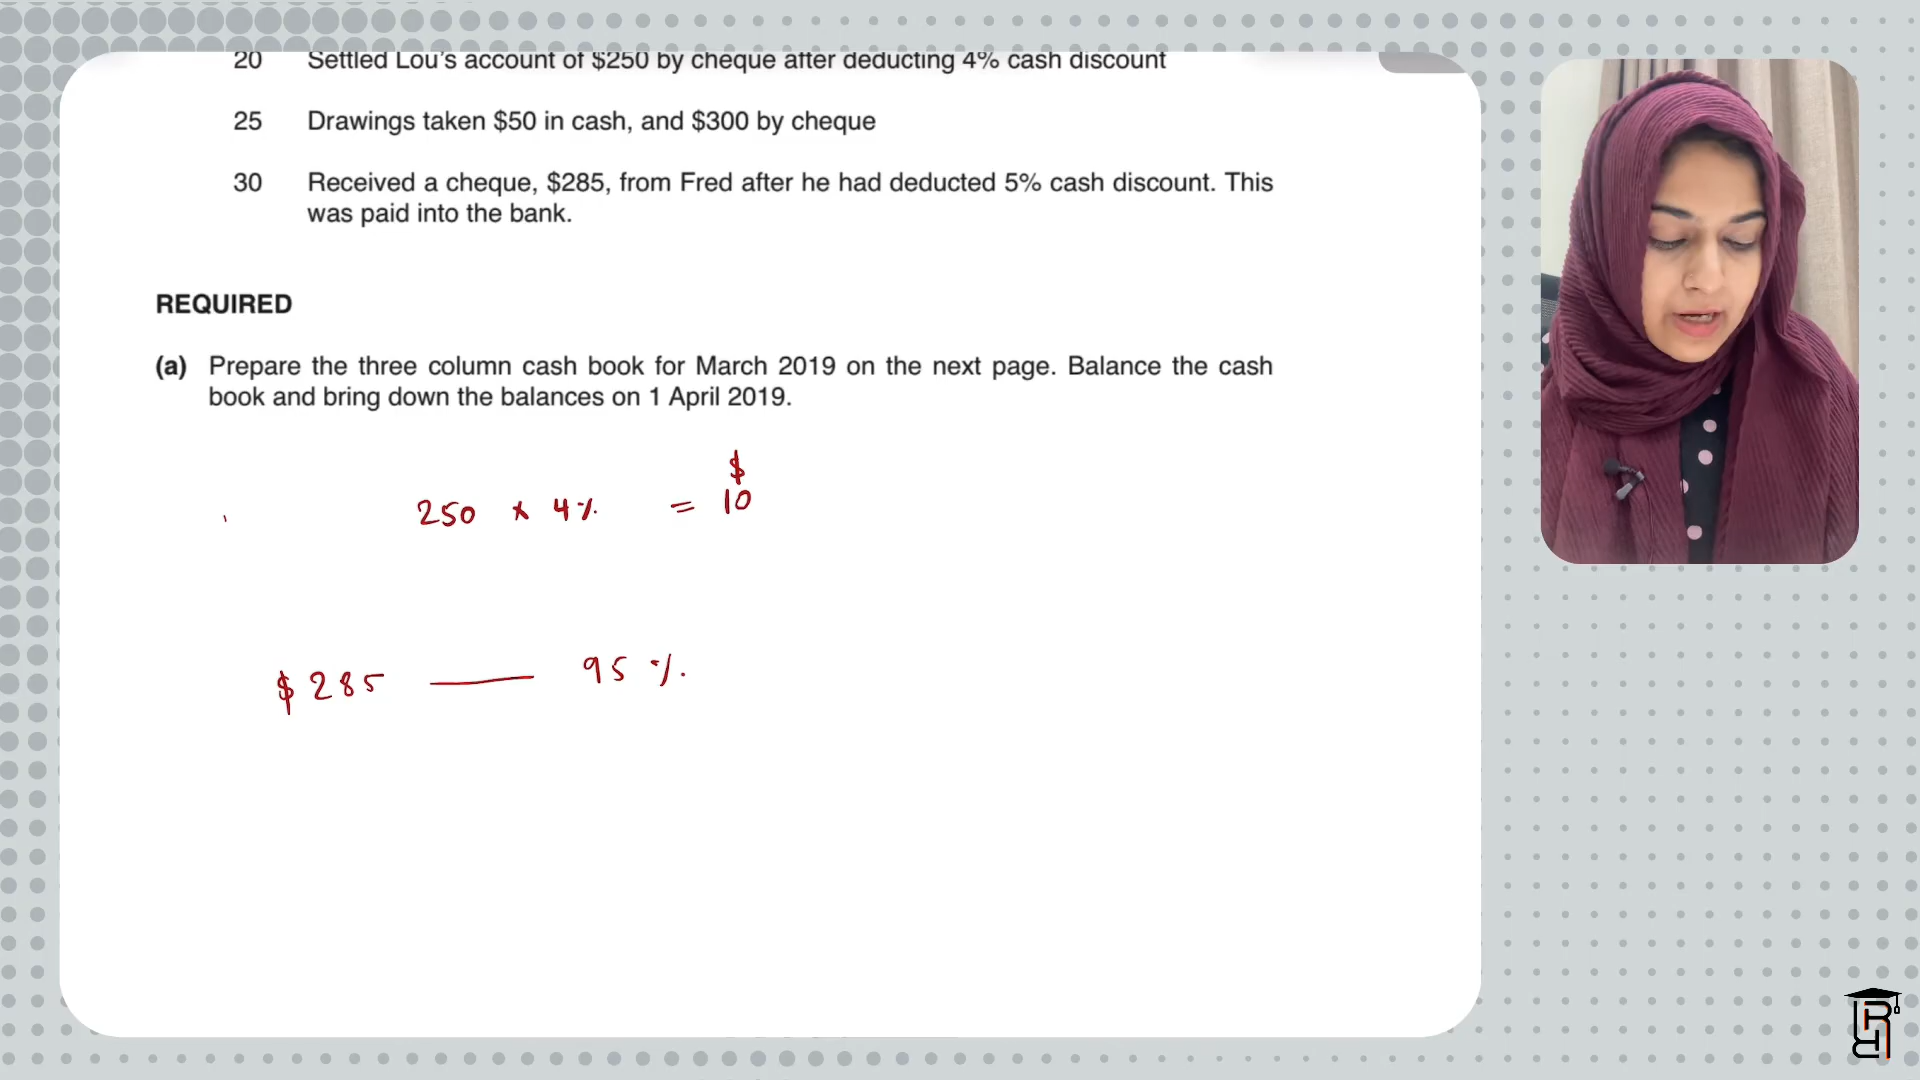 20 Settled Lou's account of $250 by cheque after deducting 4% cash discount
25 Drawings taken $50 in cash, and $300 by cheque
30 Received a cheque, $285, from Fred after he had deducted 5% cash discount. This
was paid into the bank.
REQUIRED
(a) Prepare the three column cash book for March 2019 on the next page. Balance the cash
book and bring down the balances on 1 April 2019.
$
250 × 4% = 10
$285 — 95%